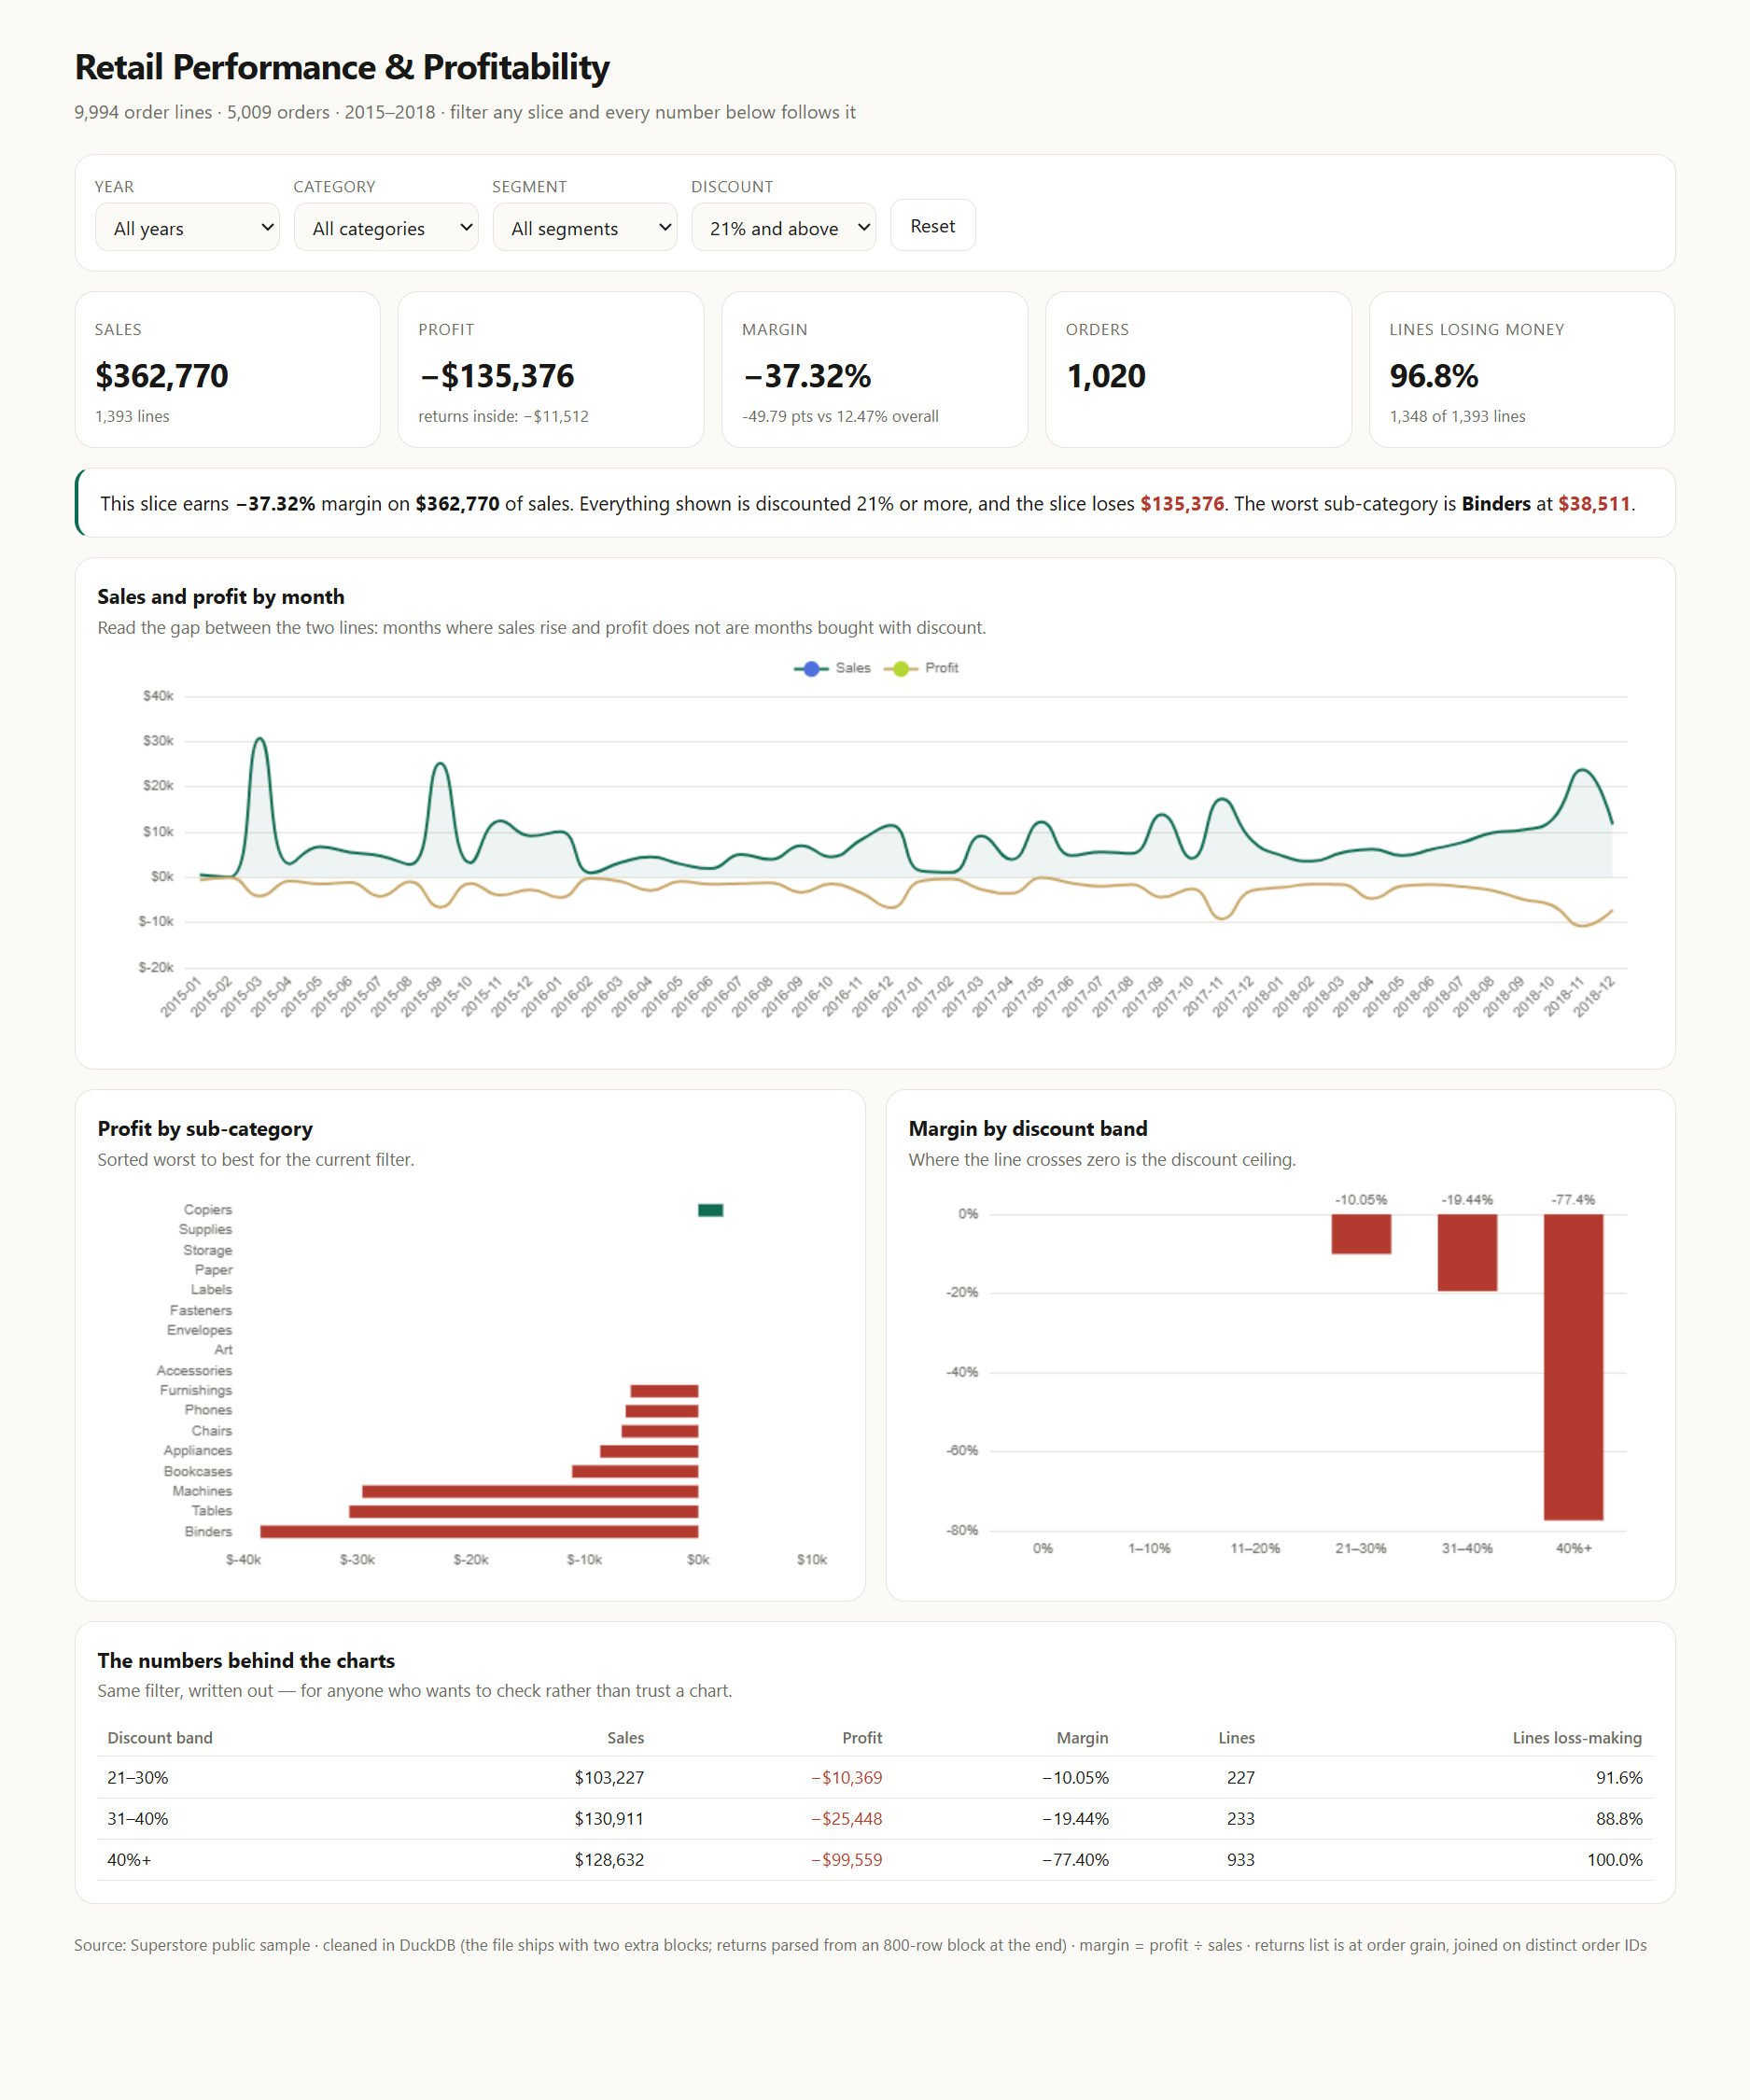 Retail Performance & Profitability
9,994 order lines · 5,009 orders · 2015–2018 · filter any slice and every number below follows it
YEAR CATEGORY SEGMENT DISCOUNT
All years All categories All segments 21% and above Reset
SALES PROFIT MARGIN ORDERS LINES LOSING MONEY
$362,770 −$135,376 −37.32% 1,020 96.8%
1,393 lines returns inside: −$11,512 -49.79 pts vs 12.47% overall 1,348 of 1,393 lines
This slice earns −37.32% margin on $362,770 of sales. Everything shown is discounted 21% or more, and the slice loses $135,376. The worst sub-category is Binders at $38,511.
Sales and profit by month
Read the gap between the two lines: months where sales rise and profit does not are months bought with discount.
Sales Profit
$40k
$30k
$20k
$10k
$0k
$-10k
$-20k
2015-01 2015-02 2015-03 2015-04 2015-05 2015-06 2015-07 2015-08 2015-09 2015-10 2015-11 2015-12 2016-01 2016-02 2016-03 2016-04 2016-05 2016-06 2016-07 2016-08 2016-09 2016-10 2016-11 2016-12 2017-01 2017-02 2017-03 2017-04 2017-05 2017-06 2017-07 2017-08 2017-09 2017-10 2017-11 2017-12 2018-01 2018-02 2018-03 2018-04 2018-05 2018-06 2018-07 2018-08 2018-09 2018-10 2018-11 2018-12
Profit by sub-category
Sorted worst to best for the current filter.
Copiers
Supplies
Storage
Paper
Labels
Fasteners
Envelopes
Art
Accessories
Furnishings
Phones
Chairs
Appliances
Bookcases
Machines
Tables
Binders
$-40k $-30k $-20k $-10k $0k $10k
Margin by discount band
Where the line crosses zero is the discount ceiling.
-10.05% -19.44% -77.4%
0%
-20%
-40%
-60%
-80%
0% 1–10% 11–20% 21–30% 31–40% 40%+
The numbers behind the charts
Same filter, written out — for anyone who wants to check rather than trust a chart.
Discount band Sales Profit Margin Lines Lines loss-making
21–30% $103,227 −$10,369 −10.05% 227 91.6%
31–40% $130,911 −$25,448 −19.44% 233 88.8%
40%+ $128,632 −$99,559 −77.40% 933 100.0%
Source: Superstore public sample · cleaned in DuckDB (the file ships with two extra blocks; returns parsed from an 800-row block at the end) · margin = profit ÷ sales · returns list is at order grain, joined on distinct order IDs